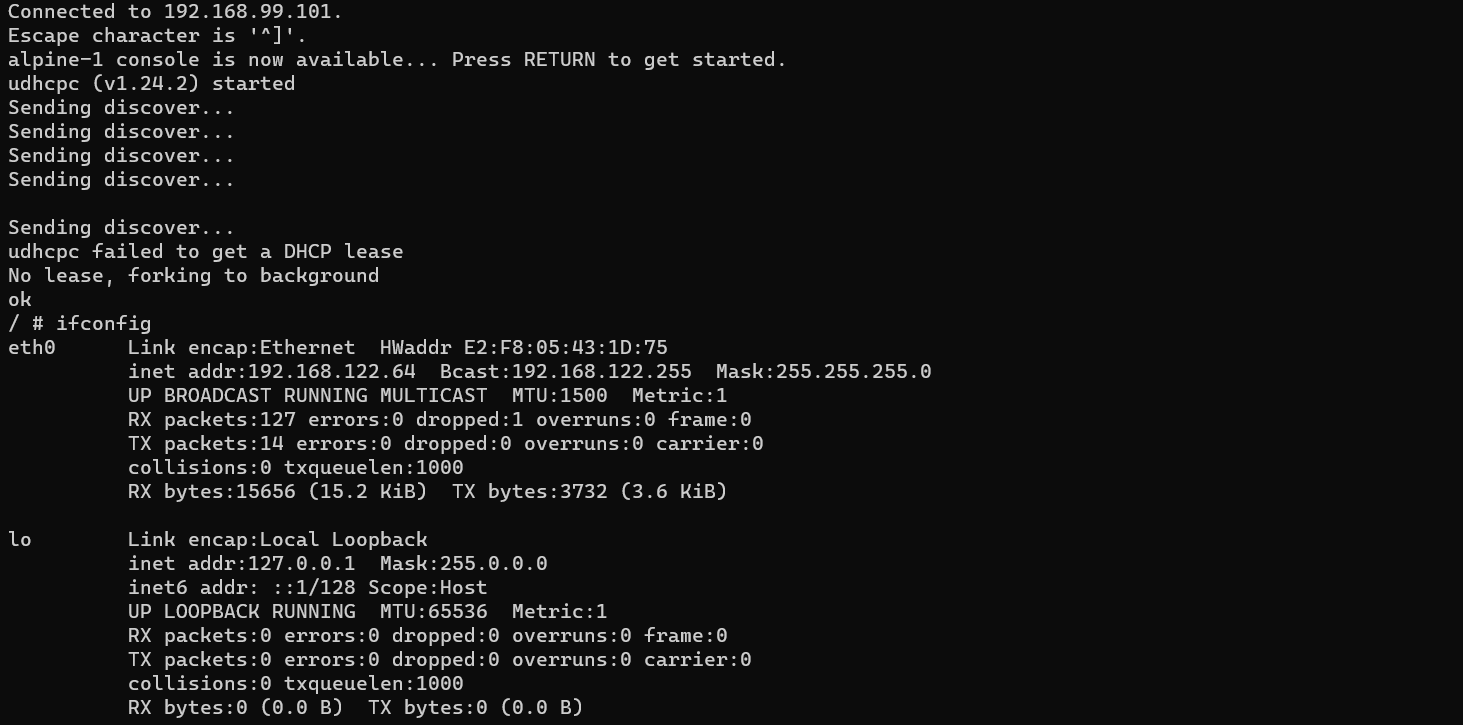 Connected to 192.168.99.101.
Escape character is '^]'.
alpine-1 console is now available... Press RETURN to get started.
udhcpc (v1.24.2) started
Sending discover...
Sending discover...
Sending discover...
Sending discover...

Sending discover...
udhcpc failed to get a DHCP lease
No lease, forking to background
ok
/ # ifconfig
eth0      Link encap:Ethernet  HWaddr E2:F8:05:43:1D:75
          inet addr:192.168.122.64  Bcast:192.168.122.255  Mask:255.255.255.0
          UP BROADCAST RUNNING MULTICAST  MTU:1500  Metric:1
          RX packets:127 errors:0 dropped:1 overruns:0 frame:0
          TX packets:14 errors:0 dropped:0 overruns:0 carrier:0
          collisions:0 txqueuelen:1000
          RX bytes:15656 (15.2 KiB)  TX bytes:3732 (3.6 KiB)

lo        Link encap:Local Loopback
          inet addr:127.0.0.1  Mask:255.0.0.0
          inet6 addr: ::1/128 Scope:Host
          UP LOOPBACK RUNNING  MTU:65536  Metric:1
          RX packets:0 errors:0 dropped:0 overruns:0 frame:0
          TX packets:0 errors:0 dropped:0 overruns:0 carrier:0
          collisions:0 txqueuelen:1000
          RX bytes:0 (0.0 B)  TX bytes:0 (0.0 B)